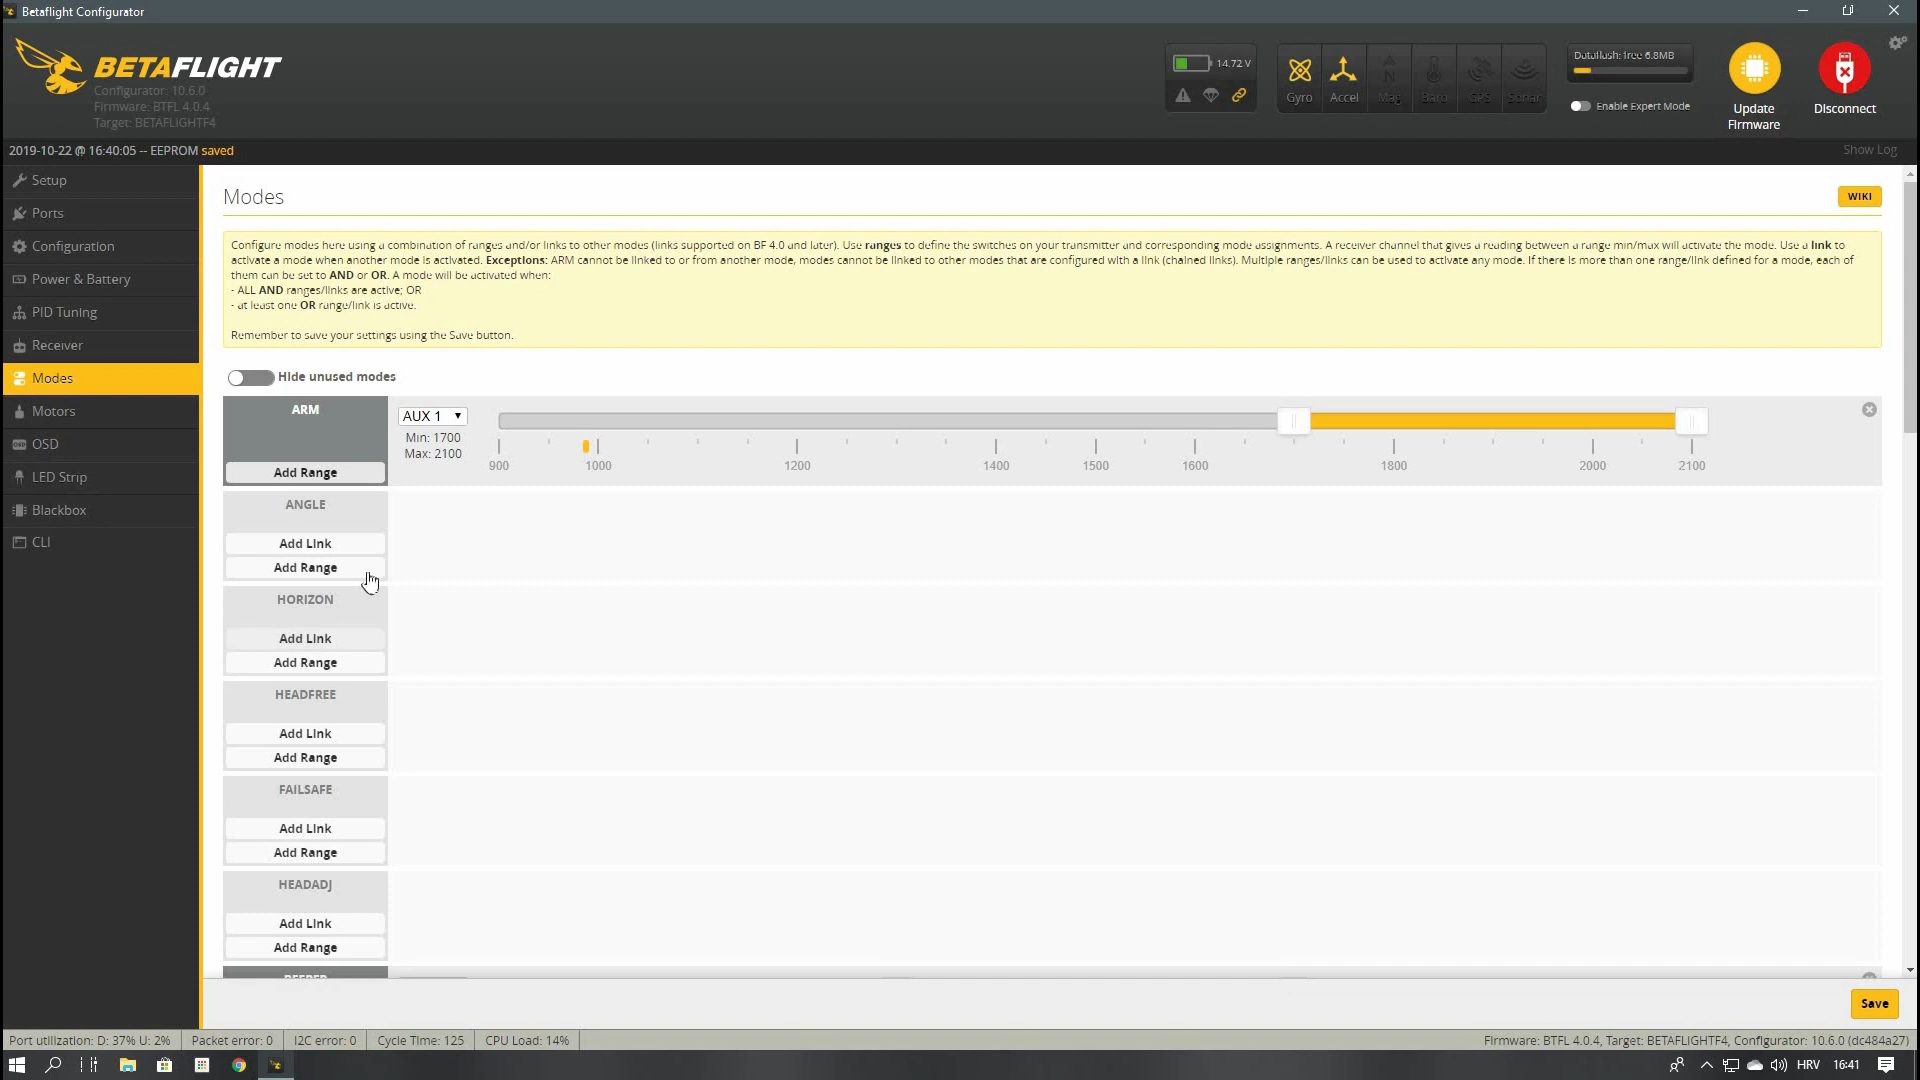 Betaflight Configurator
BETAFLIGHT
Configurator: 10.6.0
Firmware: BTFL 4.0.4
Target: BETAFLIGHTF4
14.72 V
Gyro
Accel
Mag
Baro
GPS
Sonar
Dataflash: free 6.8MB
Enable Expert Mode
Update
Firmware
Disconnect
2019-10-22 @ 16:40:05 -- EEPROM saved
Show Log
Setup
Ports
Configuration
Power & Battery
PID Tuning
Receiver
Modes
Motors
OSD
LED Strip
Blackbox
CLI
Modes
WIKI
Configure modes here using a combination of ranges and/or links to other modes (links supported on BF 4.0 and later). Use ranges to define the switches on your transmitter and corresponding mode assignments. A receiver channel that gives a reading between a range min/max will activate the mode. Use a link to
activate a mode when another mode is activated. Exceptions: ARM cannot be linked to or from another mode, modes cannot be linked to other modes that are configured with a link (chained links). Multiple ranges/links can be used to activate any mode. If there is more than one range/link defined for a mode, each of
them can be set to AND or OR. A mode will be activated when:
- ALL AND ranges/links are active; OR
- at least one OR range/link is active.
Remember to save your settings using the Save button.
Hide unused modes
ARM
Add Range
AUX 1
Min: 1700
Max: 2100
900 1000 1200 1400 1500 1600 1800 2000 2100
ANGLE
Add Link
Add Range
HORIZON
Add Link
Add Range
HEADFREE
Add Link
Add Range
FAILSAFE
Add Link
Add Range
HEADADJ
Add Link
Add Range
BEEPER
Save
Port utilization: D: 37% U: 2%
Packet error: 0
I2C error: 0
Cycle Time: 125
CPU Load: 14%
Firmware: BTFL 4.0.4, Target: BETAFLIGHTF4, Configurator: 10.6.0 (dc484a27)
HRV
16:41